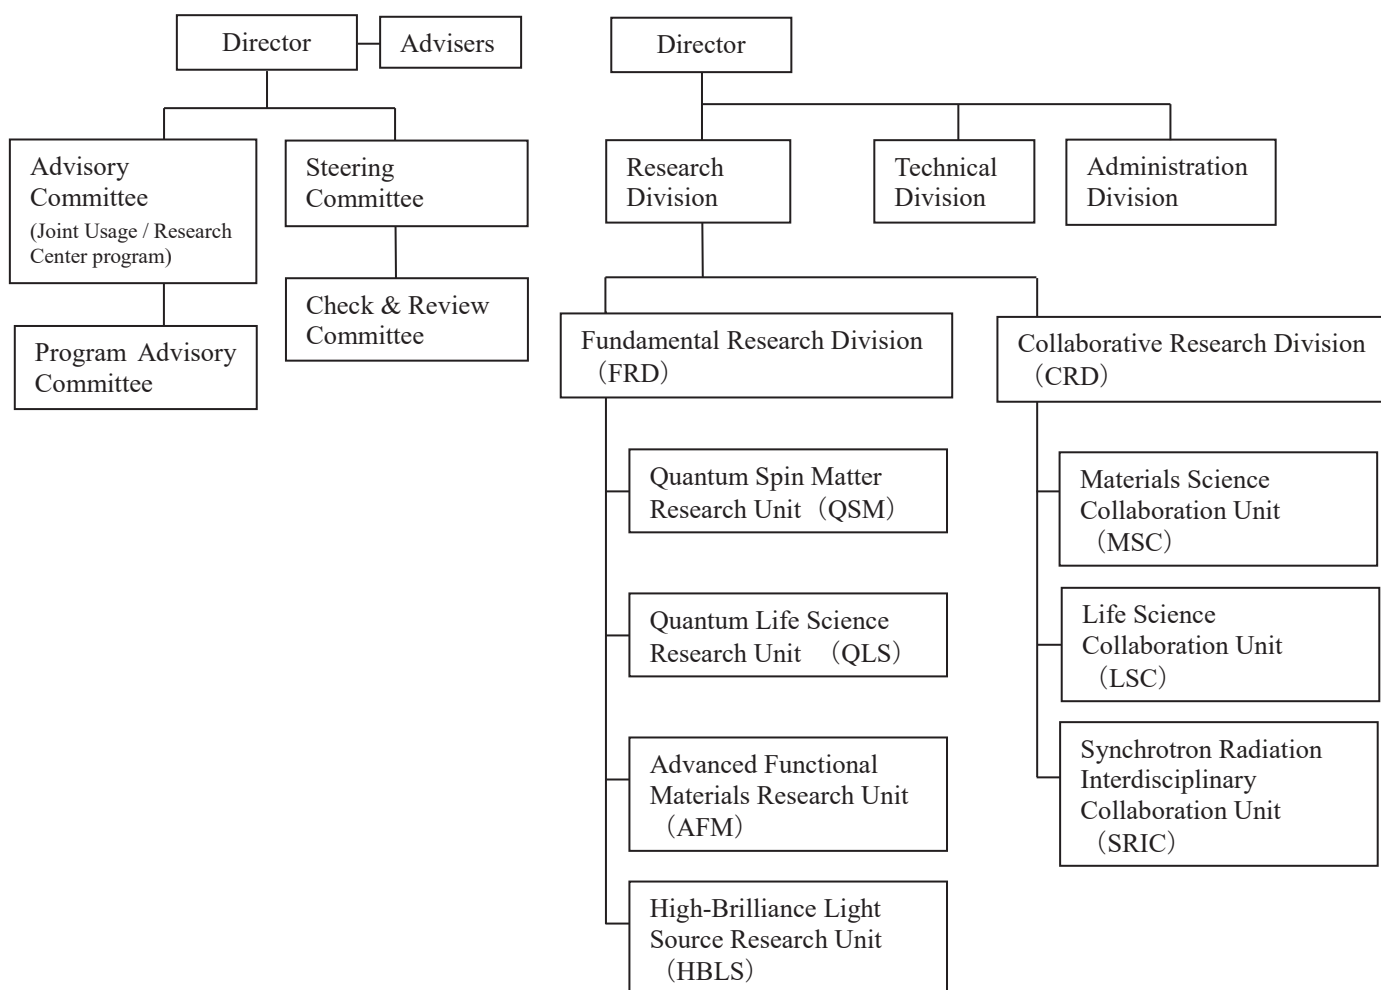 Director
Advisers
Advisory
Committee
(Joint Usage / Research
Center program)
Steering
Committee
Program Advisory
Committee
Check & Review
Committee
Director
Research
Division
Technical
Division
Administration
Division
Fundamental Research Division
（FRD）
Quantum Spin Matter
Research Unit（QSM）
Quantum Life Science
Research Unit （QLS）
Advanced Functional
Materials Research Unit
（AFM）
High-Brilliance Light
Source Research Unit
（HBLS）
Collaborative Research Division
（CRD）
Materials Science
Collaboration Unit
（MSC）
Life Science
Collaboration Unit
（LSC）
Synchrotron Radiation
Interdisciplinary
Collaboration Unit
（SRIC）